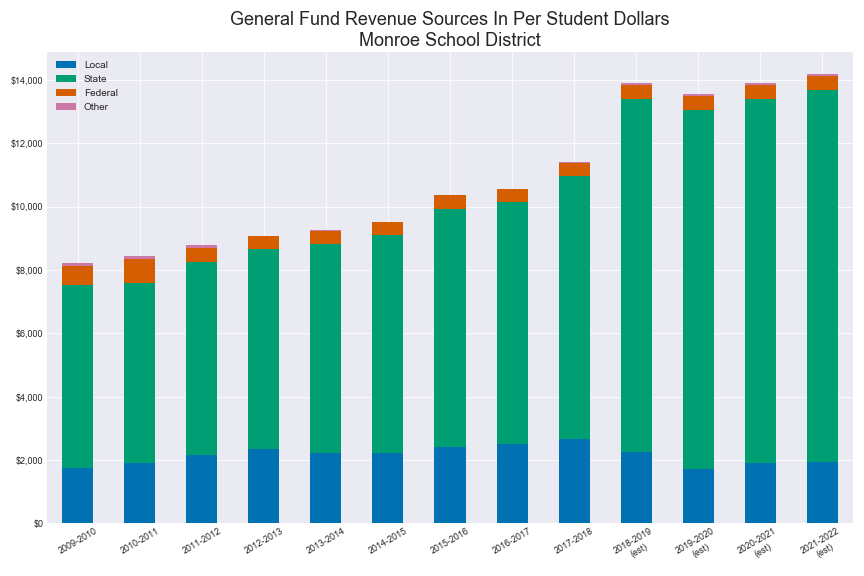 General Fund Revenue Sources In Per Student Dollars
Monroe School District
Local
State
Federal
Other
$14,000
$12,000
$10,000
$8,000
$6,000
$4,000
$2,000
$0
2009-2010
2010-2011
2011-2012
2012-2013
2013-2014
2014-2015
2015-2016
2016-2017
2017-2018
2018-2019
(est)
2019-2020
(est)
2020-2021
(est)
2021-2022
(est)